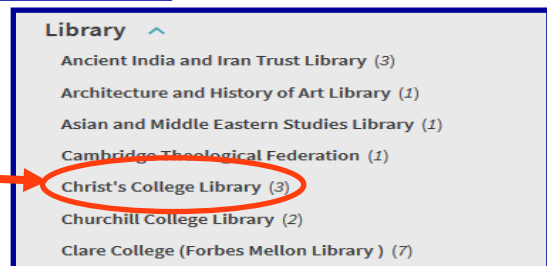 Library
Ancient India and Iran Trust Library (3)
Architecture and History of Art Library (1)
Asian and Middle Eastern Studies Library (1)
Cambridge Theological Federation (1)
Christ's College Library (3)
Churchill College Library (2)
Clare College (Forbes Mellon Library ) (7)